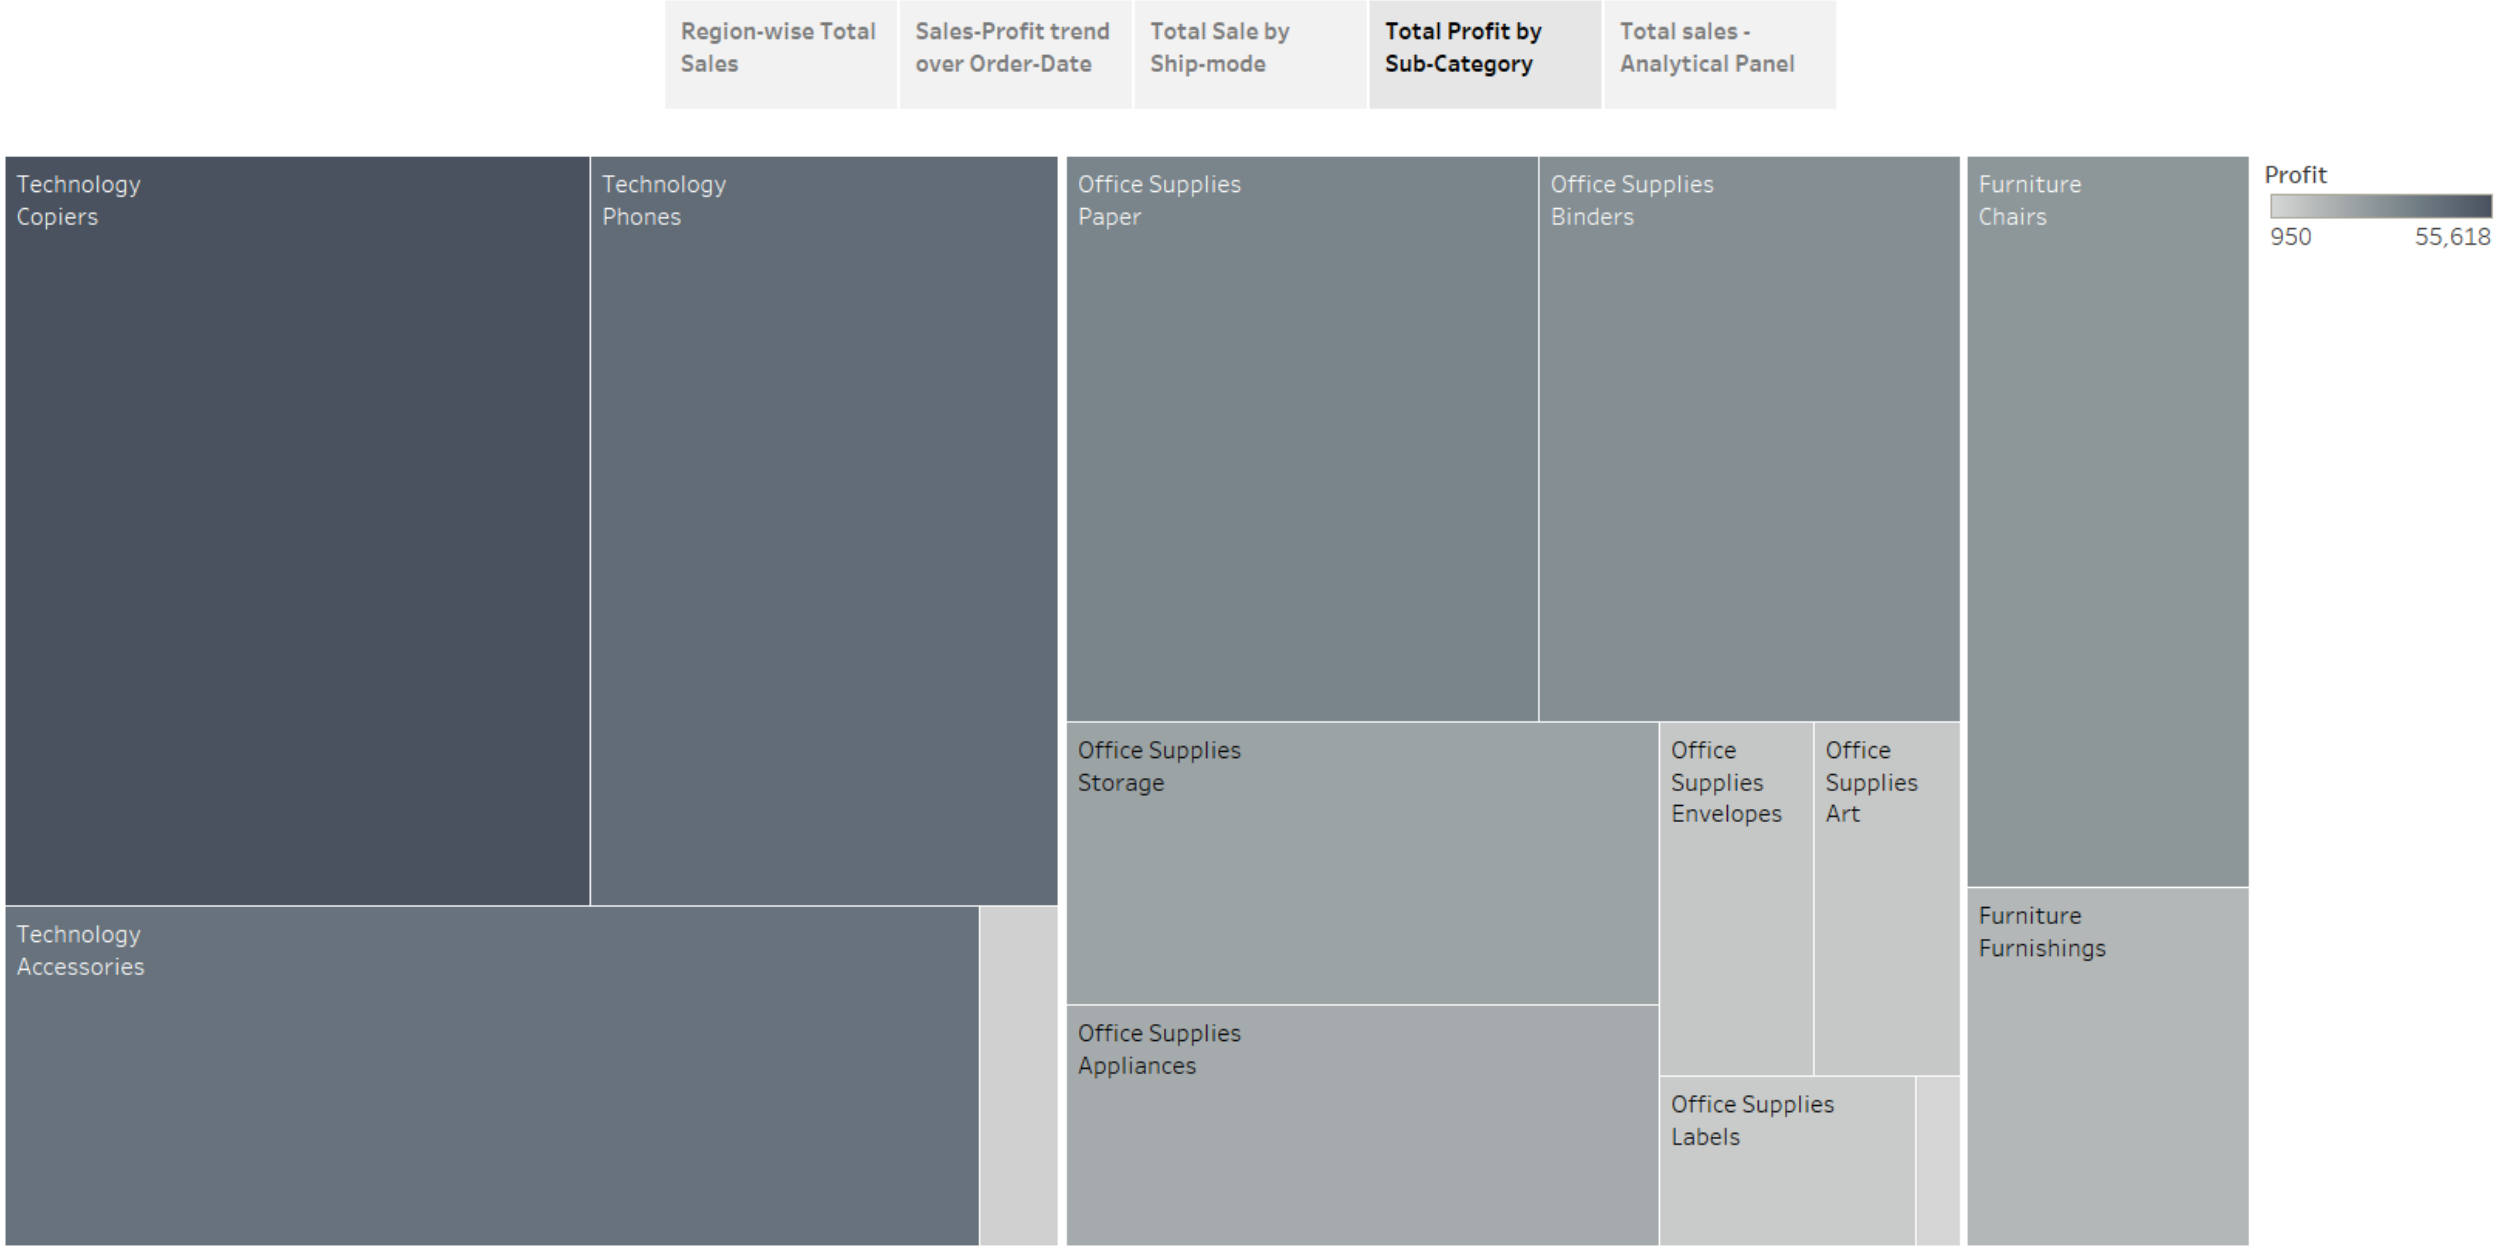 Region-wise Total
Sales
Sales-Profit trend
over Order-Date
Total Sale by
Ship-mode
Total Profit by
Sub-Category
Total sales -
Analytical Panel
Technology
Copiers
Technology
Phones
Technology
Accessories
Office Supplies
Paper
Office Supplies
Binders
Office Supplies
Storage
Office Supplies
Appliances
Office
Supplies
Envelopes
Office
Supplies
Art
Office Supplies
Labels
Furniture
Chairs
Furniture
Furnishings
Profit
950
55,618